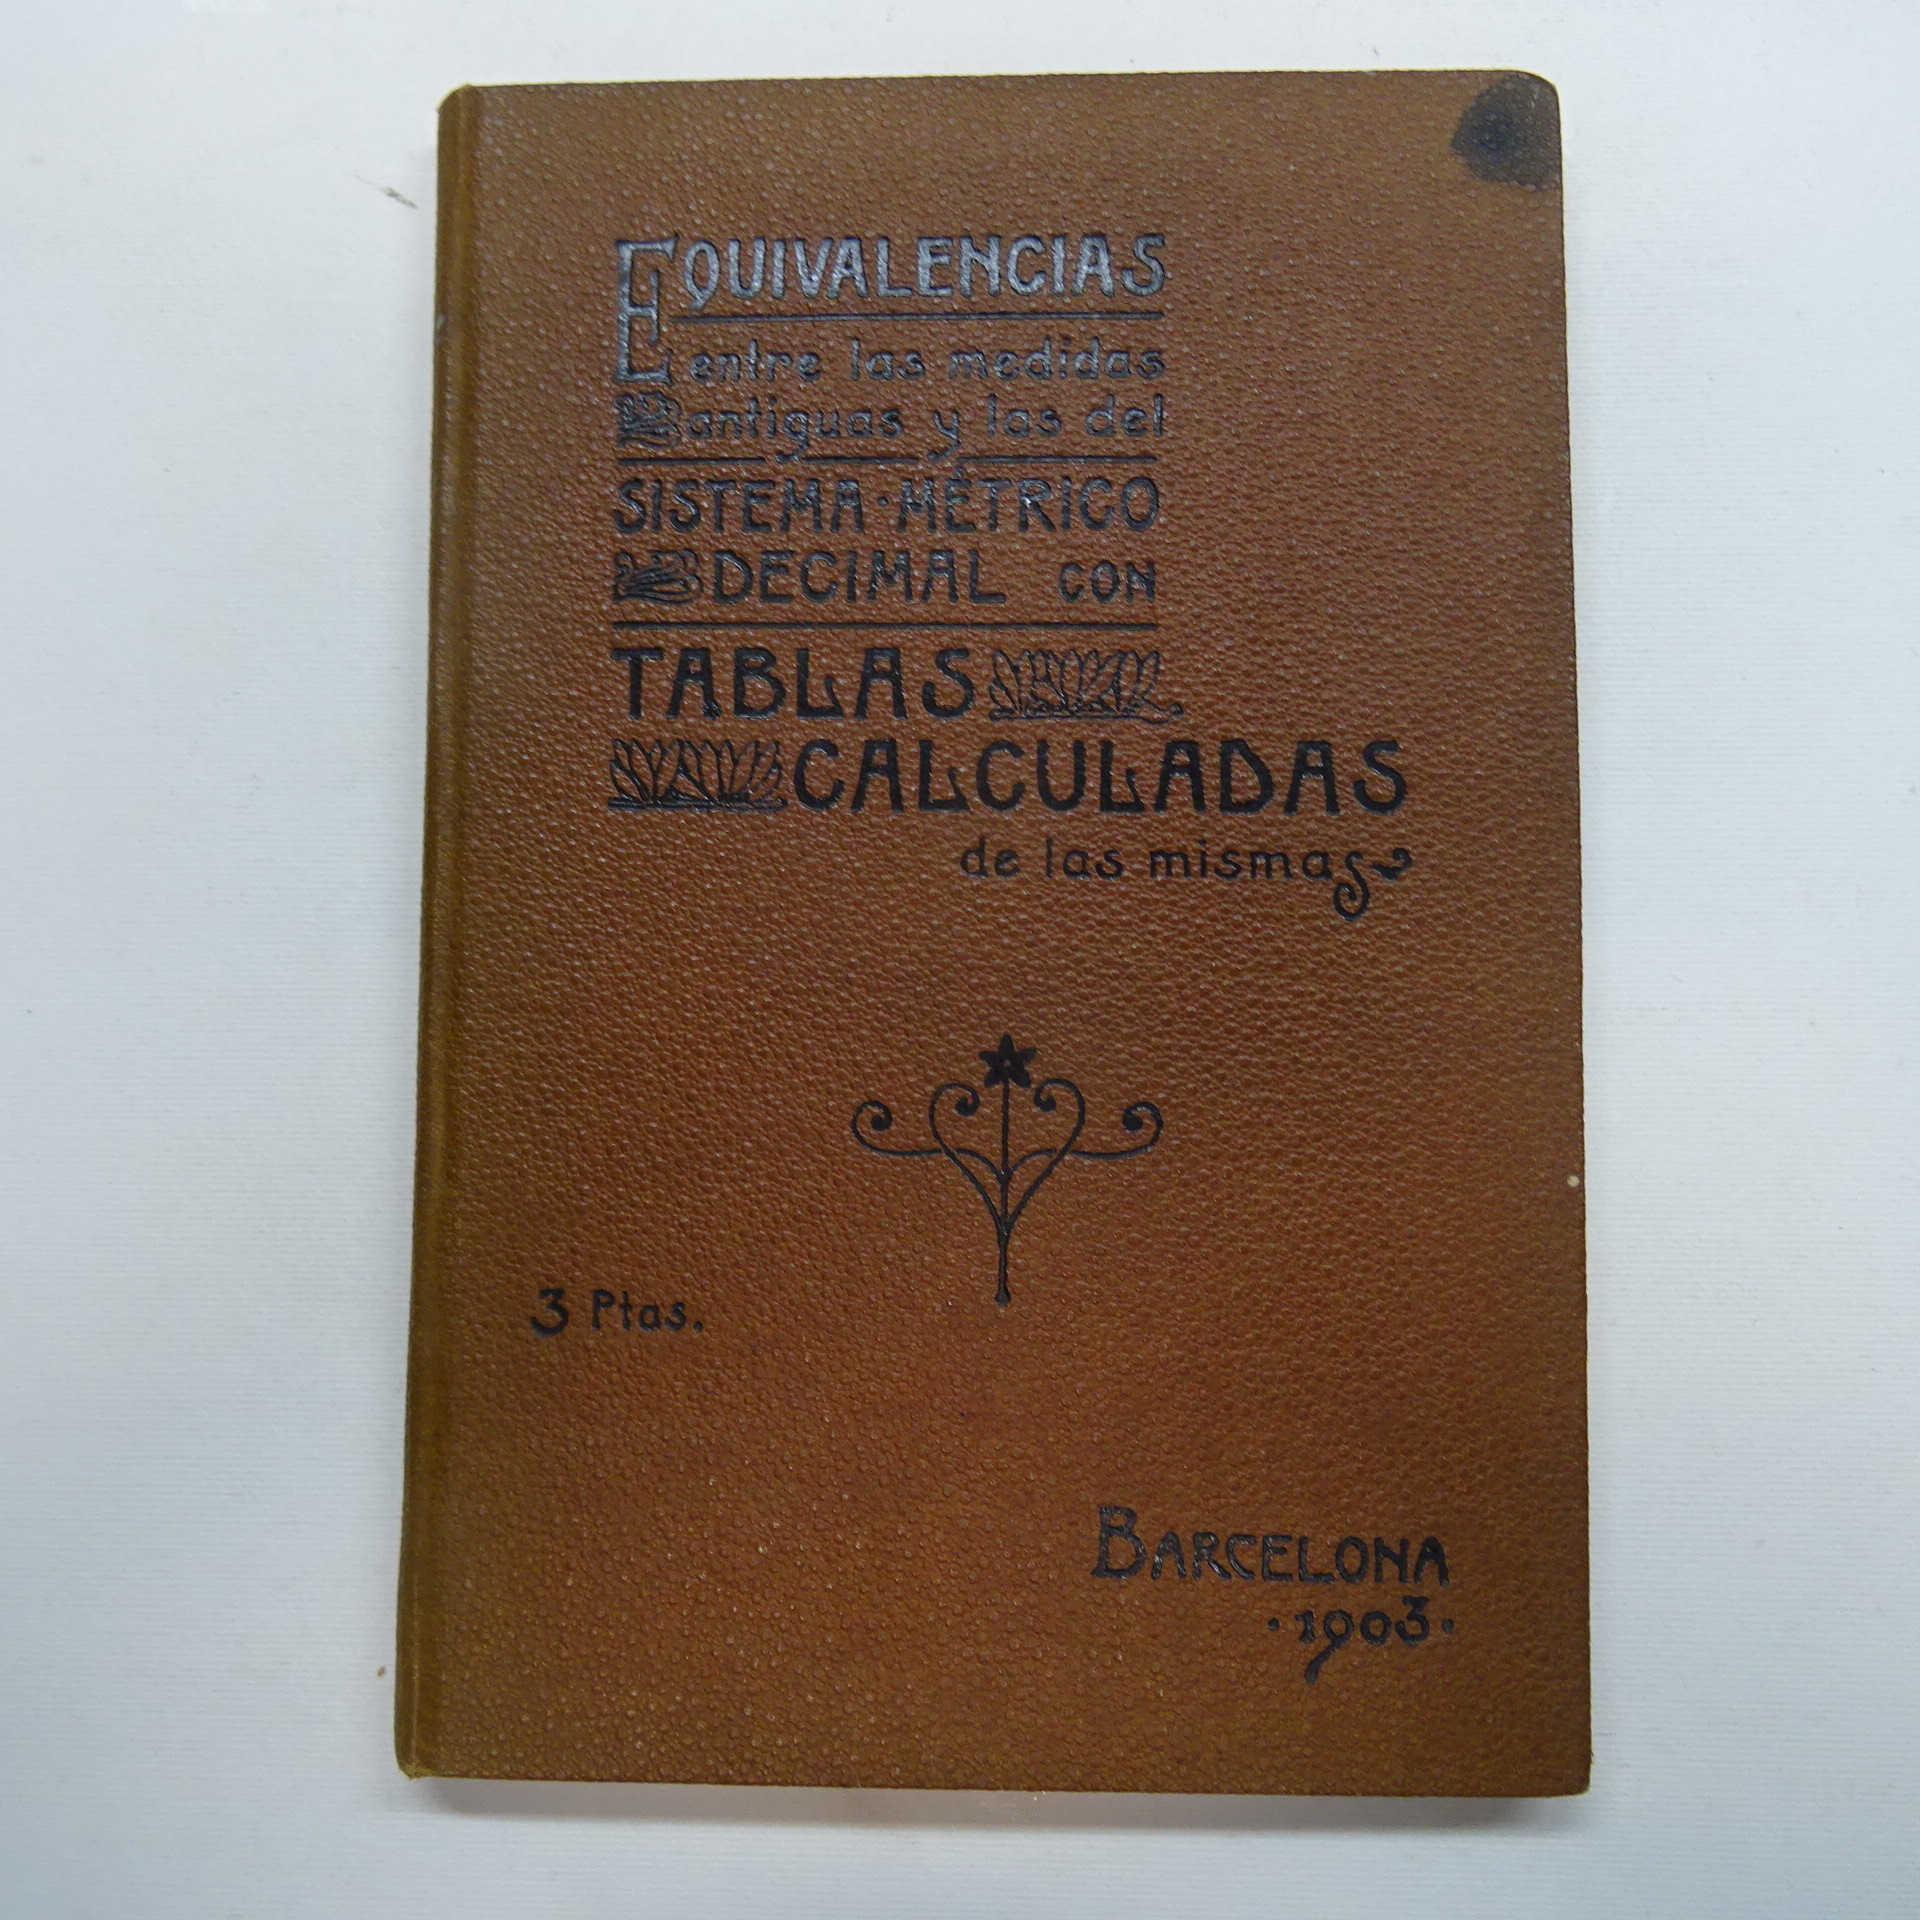 EQUIVALENCIAS
entre las medidas
antiguas y las del
SISTEMA·MÉTRICO
DECIMAL CON
TABLAS
CALCULADAS
de las mismas
3 Ptas.
BARCELONA
·1903·